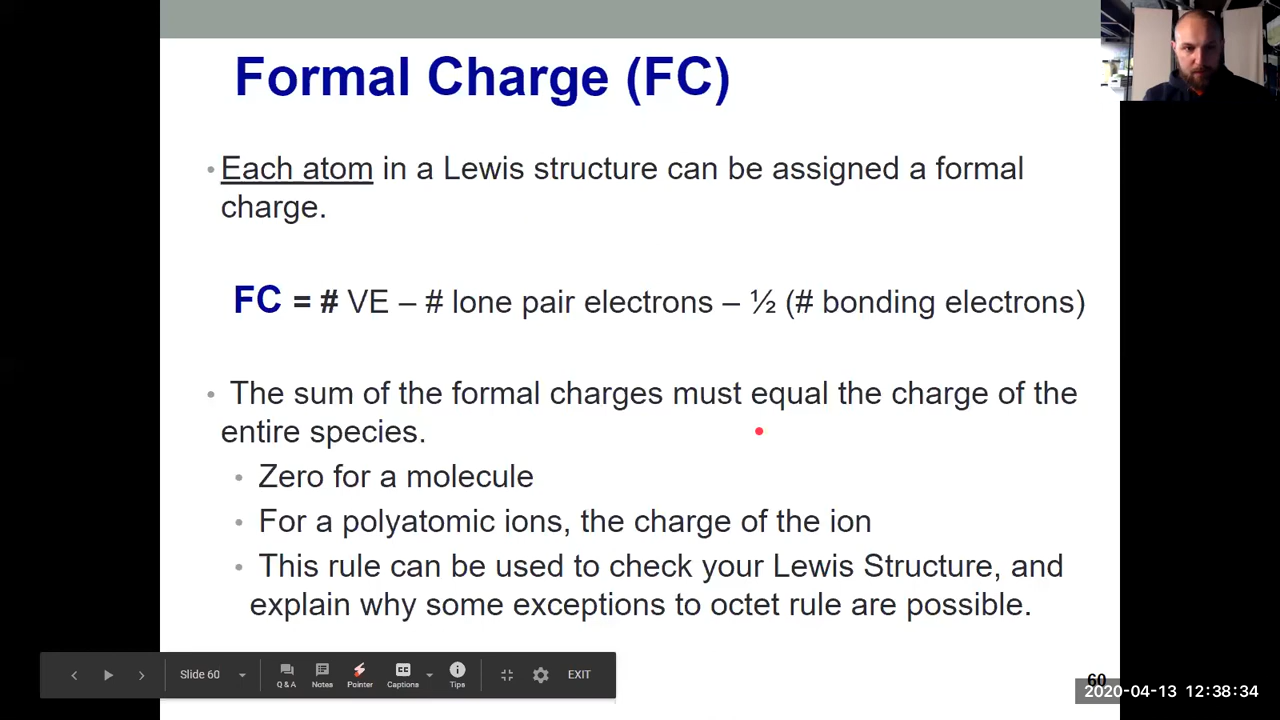 Formal Charge (FC)
• Each atom in a Lewis structure can be assigned a formal
charge.
FC = # VE – # lone pair electrons – ½ (# bonding electrons)
• The sum of the formal charges must equal the charge of the
entire species.
• Zero for a molecule
• For a polyatomic ions, the charge of the ion
• This rule can be used to check your Lewis Structure, and
explain why some exceptions to octet rule are possible.
Slide 60
Q & A
Notes
Pointer
CC
Captions
Tips
EXIT
60
2020-04-13 12:38:34